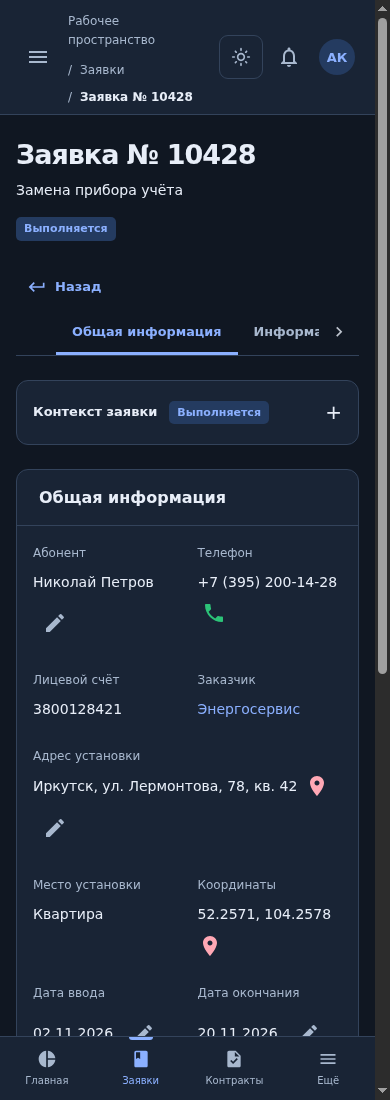 Рабочее
пространство
/ Заявки
/ Заявка № 10428
АК
Заявка № 10428
Замена прибора учёта
Выполняется
Назад
Общая информация
Информа
Контекст заявки Выполняется +
Общая информация
Абонент
Николай Петров
Телефон
+7 (395) 200-14-28
Лицевой счёт
3800128421
Заказчик
Энергосервис
Адрес установки
Иркутск, ул. Лермонтова, 78, кв. 42
Место установки
Квартира
Координаты
52.2571, 104.2578
Дата ввода
02.11.2026
Дата окончания
20.11.2026
Главная
Заявки
Контракты
Ещё